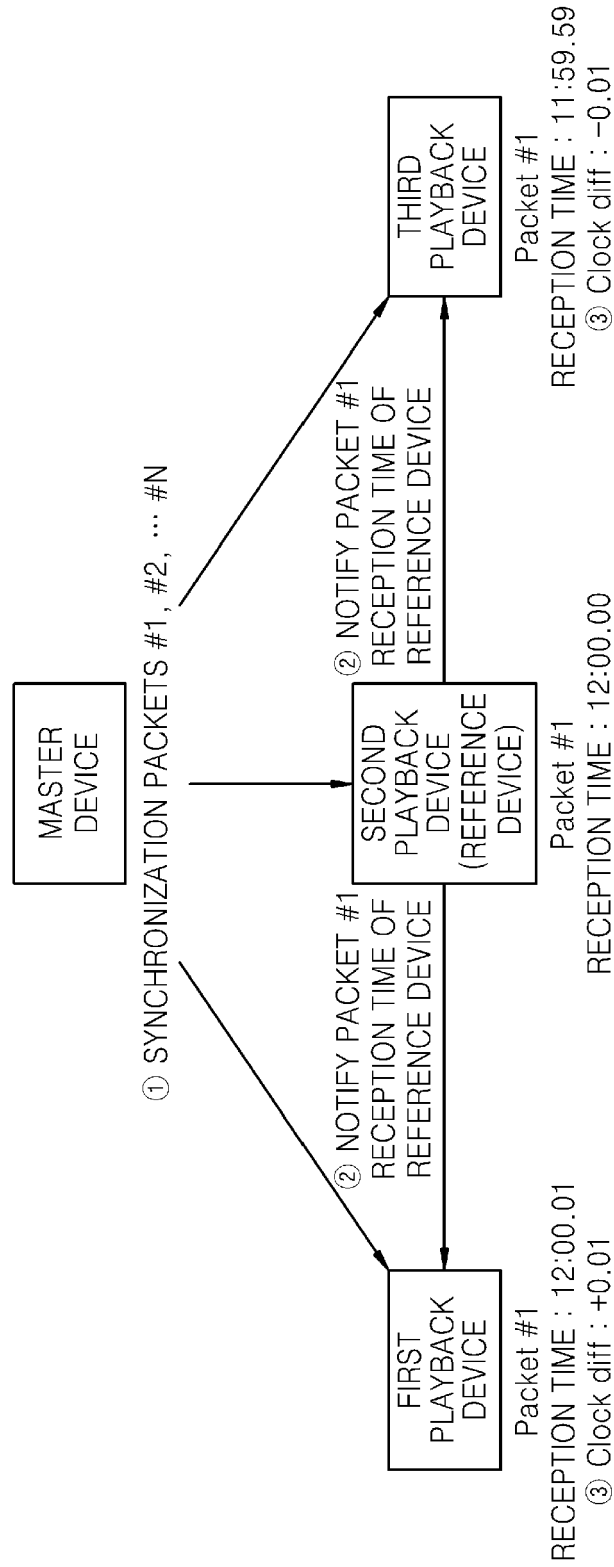 MASTER
DEVICE
① SYNCHRONIZATION PACKETS #1, #2, ··· #N
② NOTIFY PACKET #1
RECEPTION TIME OF
REFERENCE DEVICE
② NOTIFY PACKET #1
RECEPTION TIME OF
REFERENCE DEVICE
FIRST
PLAYBACK
DEVICE
Packet #1
RECEPTION TIME : 12:00.01
③ Clock diff : +0.01
SECOND
PLAYBACK
DEVICE
(REFERENCE
DEVICE)
Packet #1
RECEPTION TIME : 12:00.00
THIRD
PLAYBACK
DEVICE
Packet #1
RECEPTION TIME : 11:59.59
③ Clock diff : −0.01